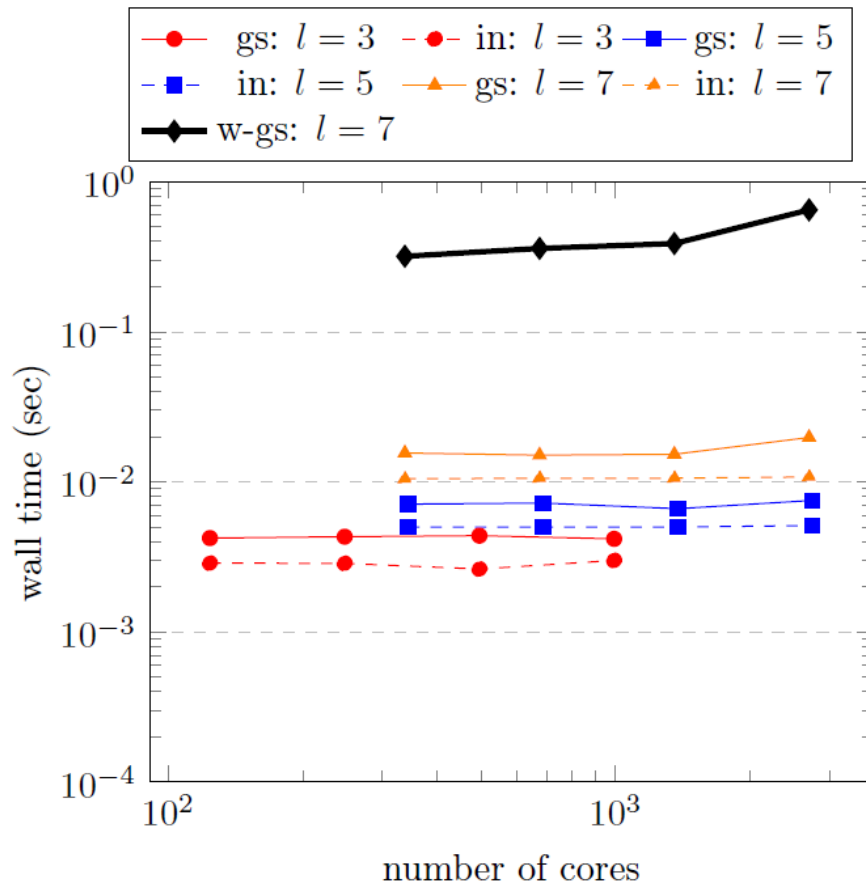 gs: l = 3 in: l = 3 gs: l = 5
in: l = 5 gs: l = 7 in: l = 7
w-gs: l = 7
10^0
10^-1
10^-2
10^-3
10^-4
wall time (sec)
10^2 10^3
number of cores